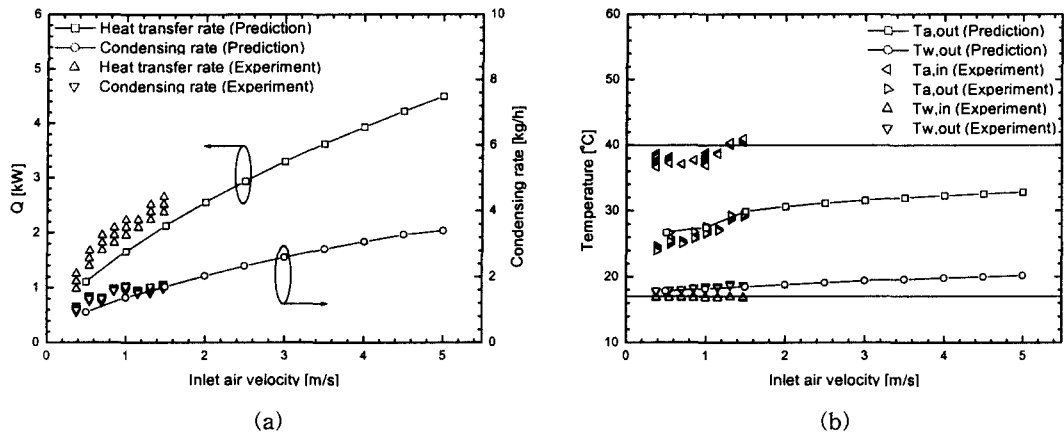 6
5
4
3
2
1
0
Q [kW]
10
8
6
4
2
0
Condensing rate [kg/h]
Heat transfer rate (Prediction)
Condensing rate (Prediction)
Heat transfer rate (Experiment)
Condensing rate (Experiment)
0 1 2 3 4 5
Inlet air velocity [m/s]
(a)
60
50
40
30
20
10
Temperature [°C]
Ta,out (Prediction)
Tw,out (Prediction)
Ta,in (Experiment)
Ta,out (Experiment)
Tw,in (Experiment)
Tw,out (Experiment)
0 1 2 3 4 5
Inlet air velocity [m/s]
(b)